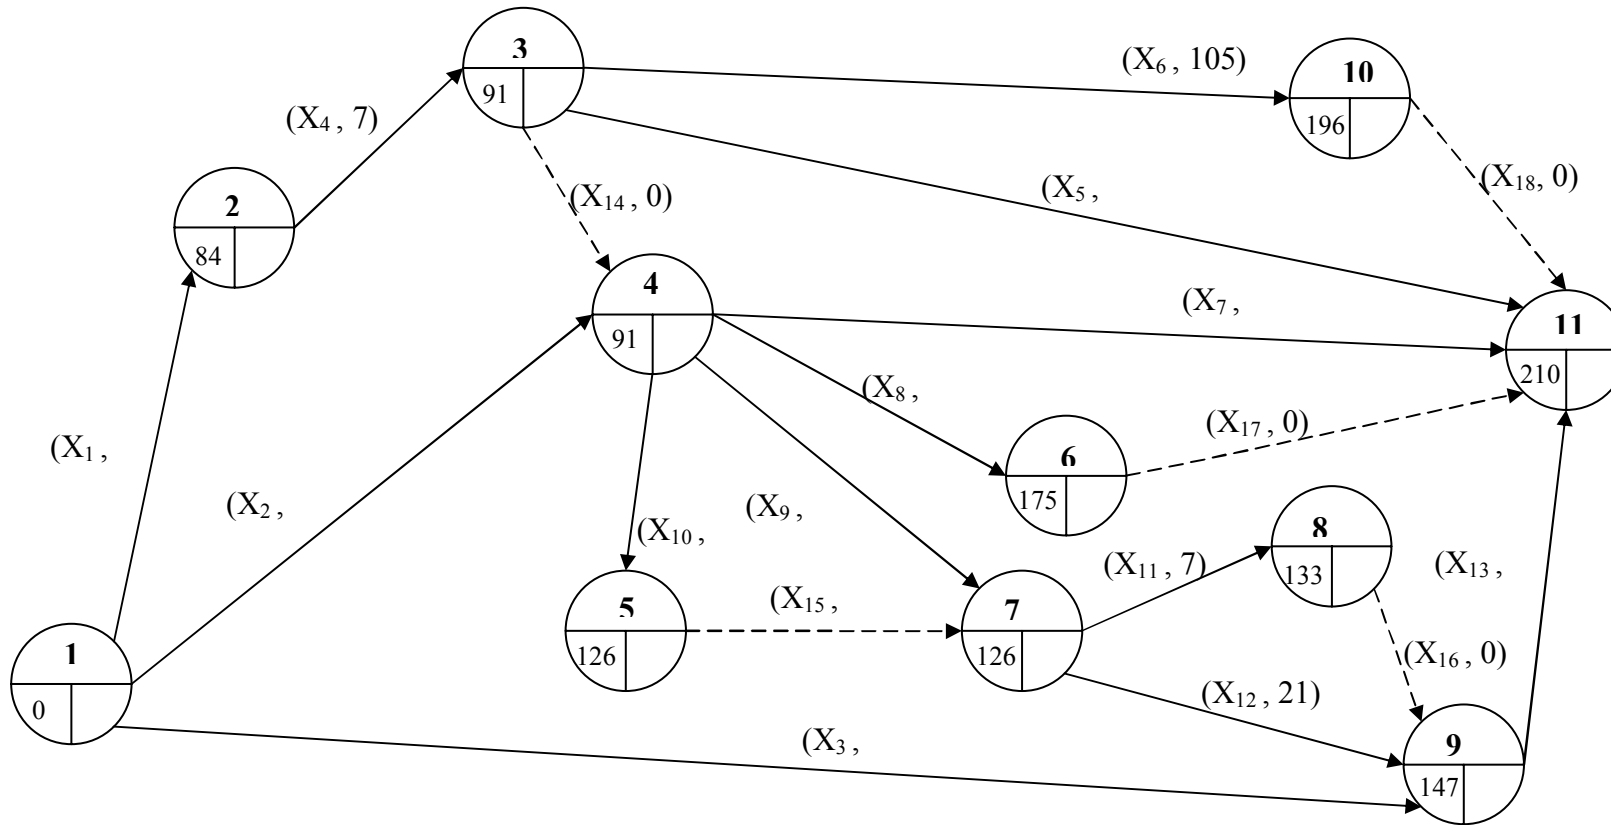 3
91
(X₆ , 105)
10
196
(X₄ , 7)
2
84
(X₁₄ , 0)
(X₅ ,
(X₁₈, 0)
4
91
(X₇ ,
11
210
(X₁ ,
(X₂ ,
(X₈ ,
(X₁₇ , 0)
6
175
(X₉ ,
(X₁₀ ,
5
126
(X₁₅ ,
7
126
(X₁₁ , 7)
8
133
(X₁₃ ,
(X₁₆ , 0)
(X₁₂ , 21)
1
0
(X₃ ,
9
147